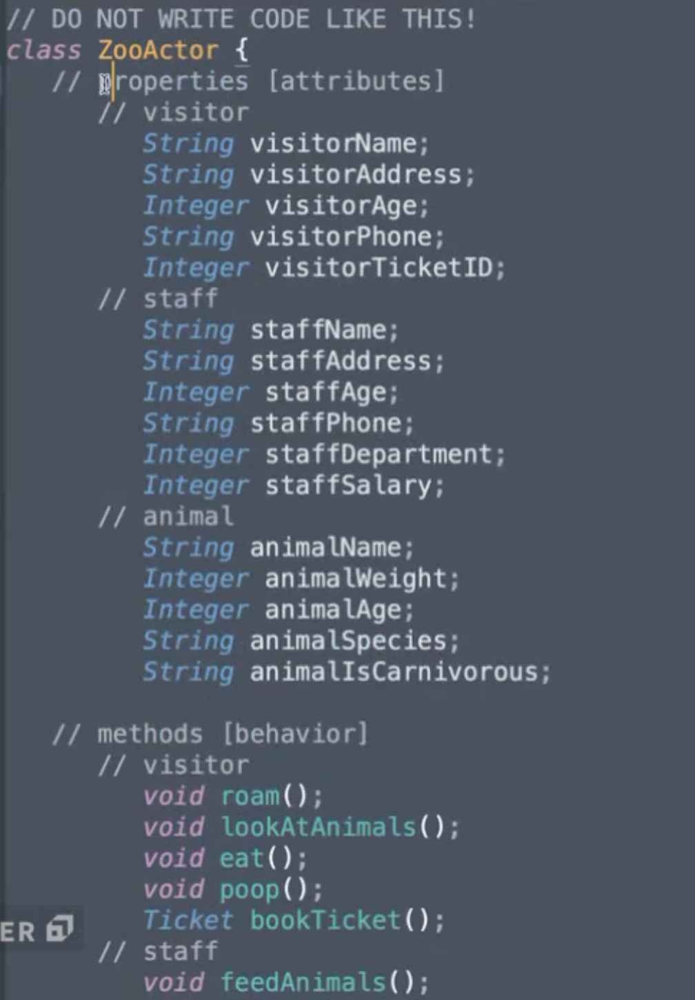 // DO NOT WRITE CODE LIKE THIS!
class ZooActor {
// properties [attributes]
// visitor
String visitorName;
String visitorAddress;
Integer visitorAge;
String visitorPhone;
Integer visitorTicketID;
// staff
String staffName;
String staffAddress;
Integer staffAge;
String staffPhone;
Integer staffDepartment;
Integer staffSalary;
// animal
String animalName;
Integer animalWeight;
Integer animalAge;
String animalSpecies;
String animalIsCarnivorous;
// methods [behavior]
// visitor
void roam();
void lookAtAnimals();
void eat();
void poop();
Ticket bookTicket();
ER
// staff
void feedAnimals();